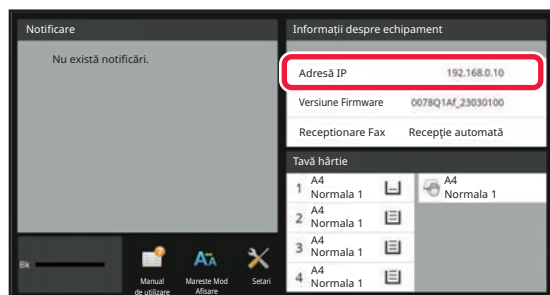 Notificare
Nu există notificări.
Informații despre echipament
Adresă IP 192.168.0.10
Versiune Firmware 0078Q1Af_23030100
Receptionare Fax Recepţie automată
Tavă hârtie
1 A4
Normala 1
A4
Normala 1
2 A4
Normala 1
3 A4
Normala 1
4 A4
Normala 1
Bk
Manual
de utilizare
Mareste Mod
Afisare
Setari